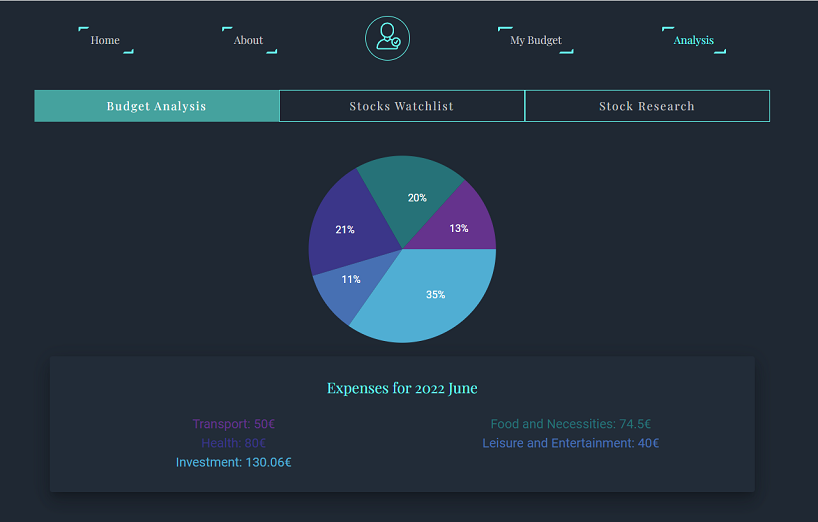 Home
About
My Budget
Analysis
Budget Analysis
Stocks Watchlist
Stock Research
20%
13%
21%
11%
35%
Expenses for 2022 June
Transport: 50€
Food and Necessities: 74.5€
Health: 80€
Leisure and Entertainment: 40€
Investment: 130.06€